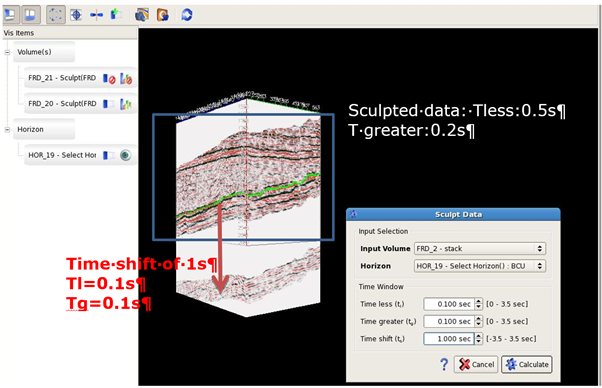 Vis Items
Volume(s)
FRD_21 - Sculpt(FRD
FRD_20 - Sculpt(FRD
Horizon
HOR_19 - Select Hor
Sculpted·data:·Tless:0.5s¶
T·greater:0.2s¶
Time·shift·of·1s¶
Tl=0.1s¶
Tg=0.1s¶
Sculpt Data
Input Selection
Input Volume FRD_2 - stack
Horizon HOR_19 - Select Horizon() : BCU
Time Window
Time less (tₗ) 0.100 sec [0 - 3.5 sec]
Time greater (t₉) 0.100 sec [0 - 3.5 sec]
Time shift (tₛ) 1.000 sec [-3.5 - 3.5 sec]
? Cancel Calculate